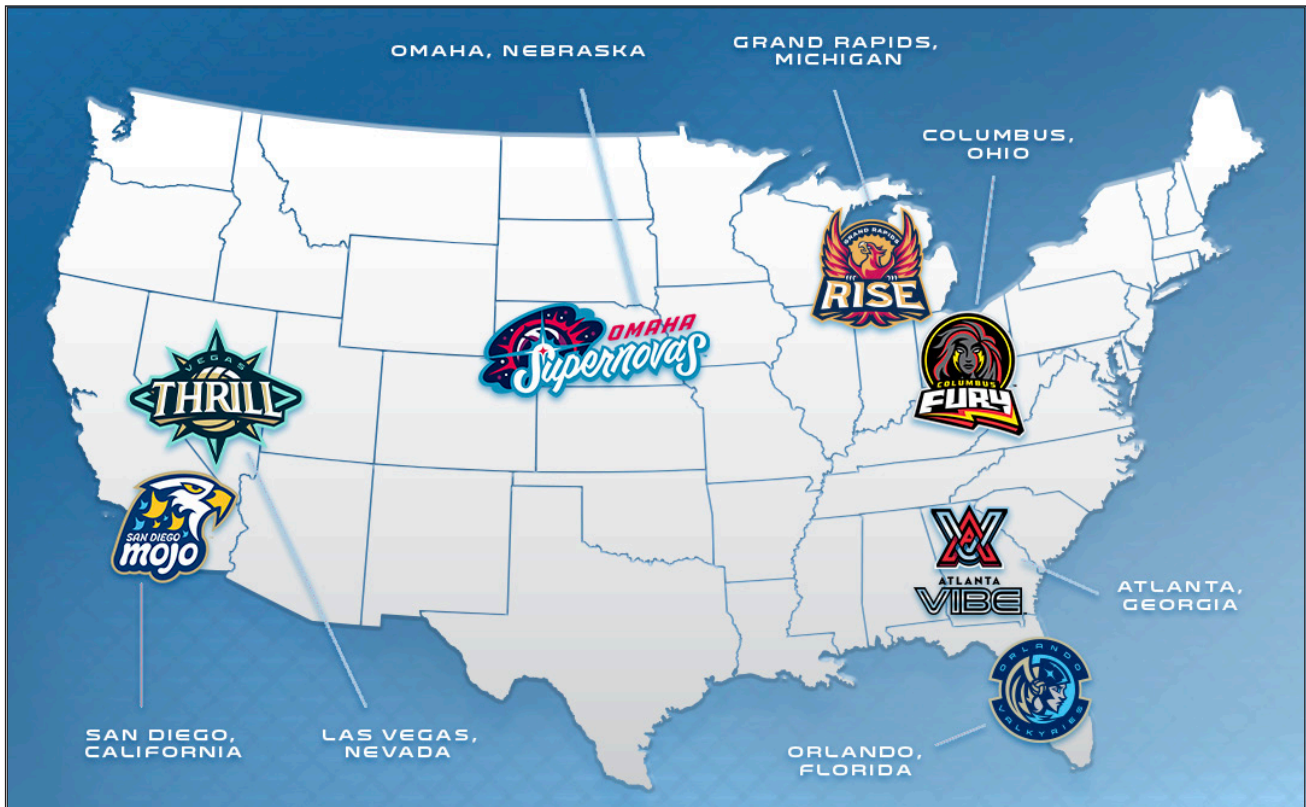 OMAHA, NEBRASKA
GRAND RAPIDS,
MICHIGAN
COLUMBUS,
OHIO
GRAND RAPIDS
RISE
OMAHA
Supernovas
VEGAS
THRILL
COLUMBUS
FURY
SAN DIEGO
mojo
ATLANTA
VIBE
ATLANTA,
GEORGIA
ORLANDO
VALKYRIES
SAN DIEGO,
CALIFORNIA
LAS VEGAS,
NEVADA
ORLANDO,
FLORIDA